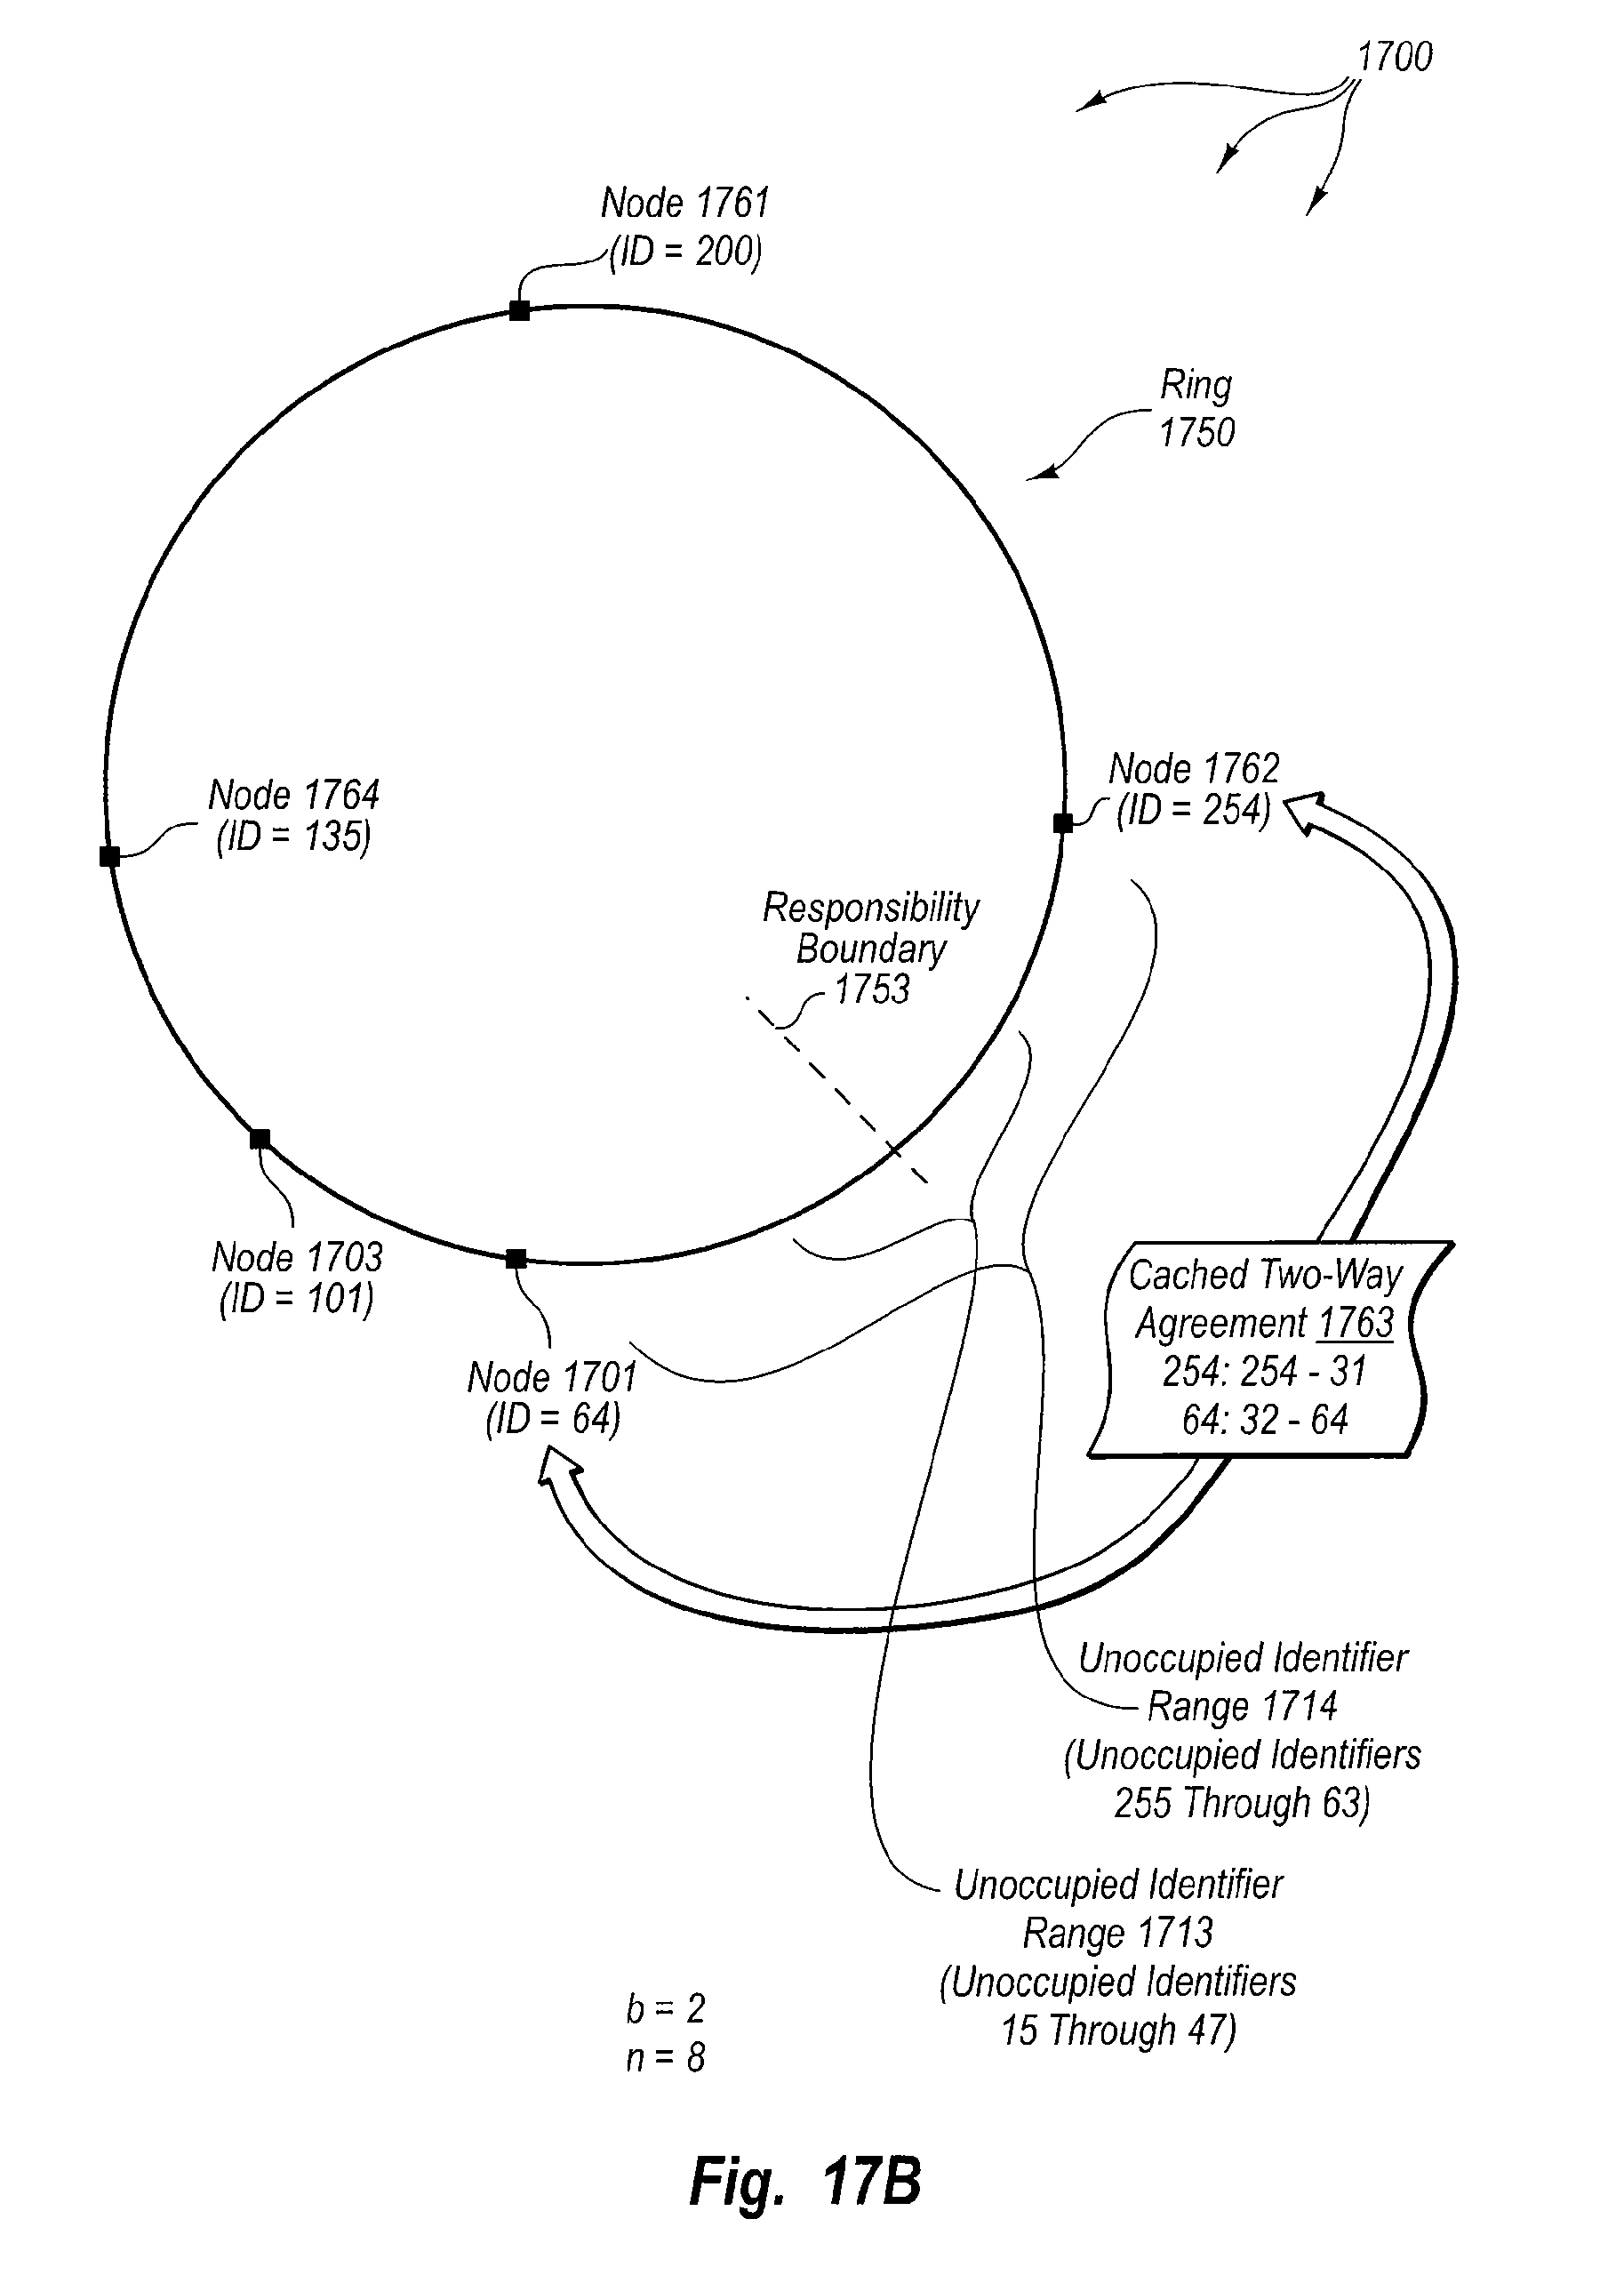 1700
Node 1761
(ID = 200)
Ring
1750
Node 1762
(ID = 254)
Node 1764
(ID = 135)
Responsibility
Boundary
1753
Node 1703
(ID = 101)
Node 1701
(ID = 64)
Cached Two-Way
Agreement 1763
254: 254 - 31
64: 32 - 64
Unoccupied Identifier
Range 1714
(Unoccupied Identifiers
255 Through 63)
Unoccupied Identifier
Range 1713
(Unoccupied Identifiers
15 Through 47)
b = 2
n = 8
Fig. 17B